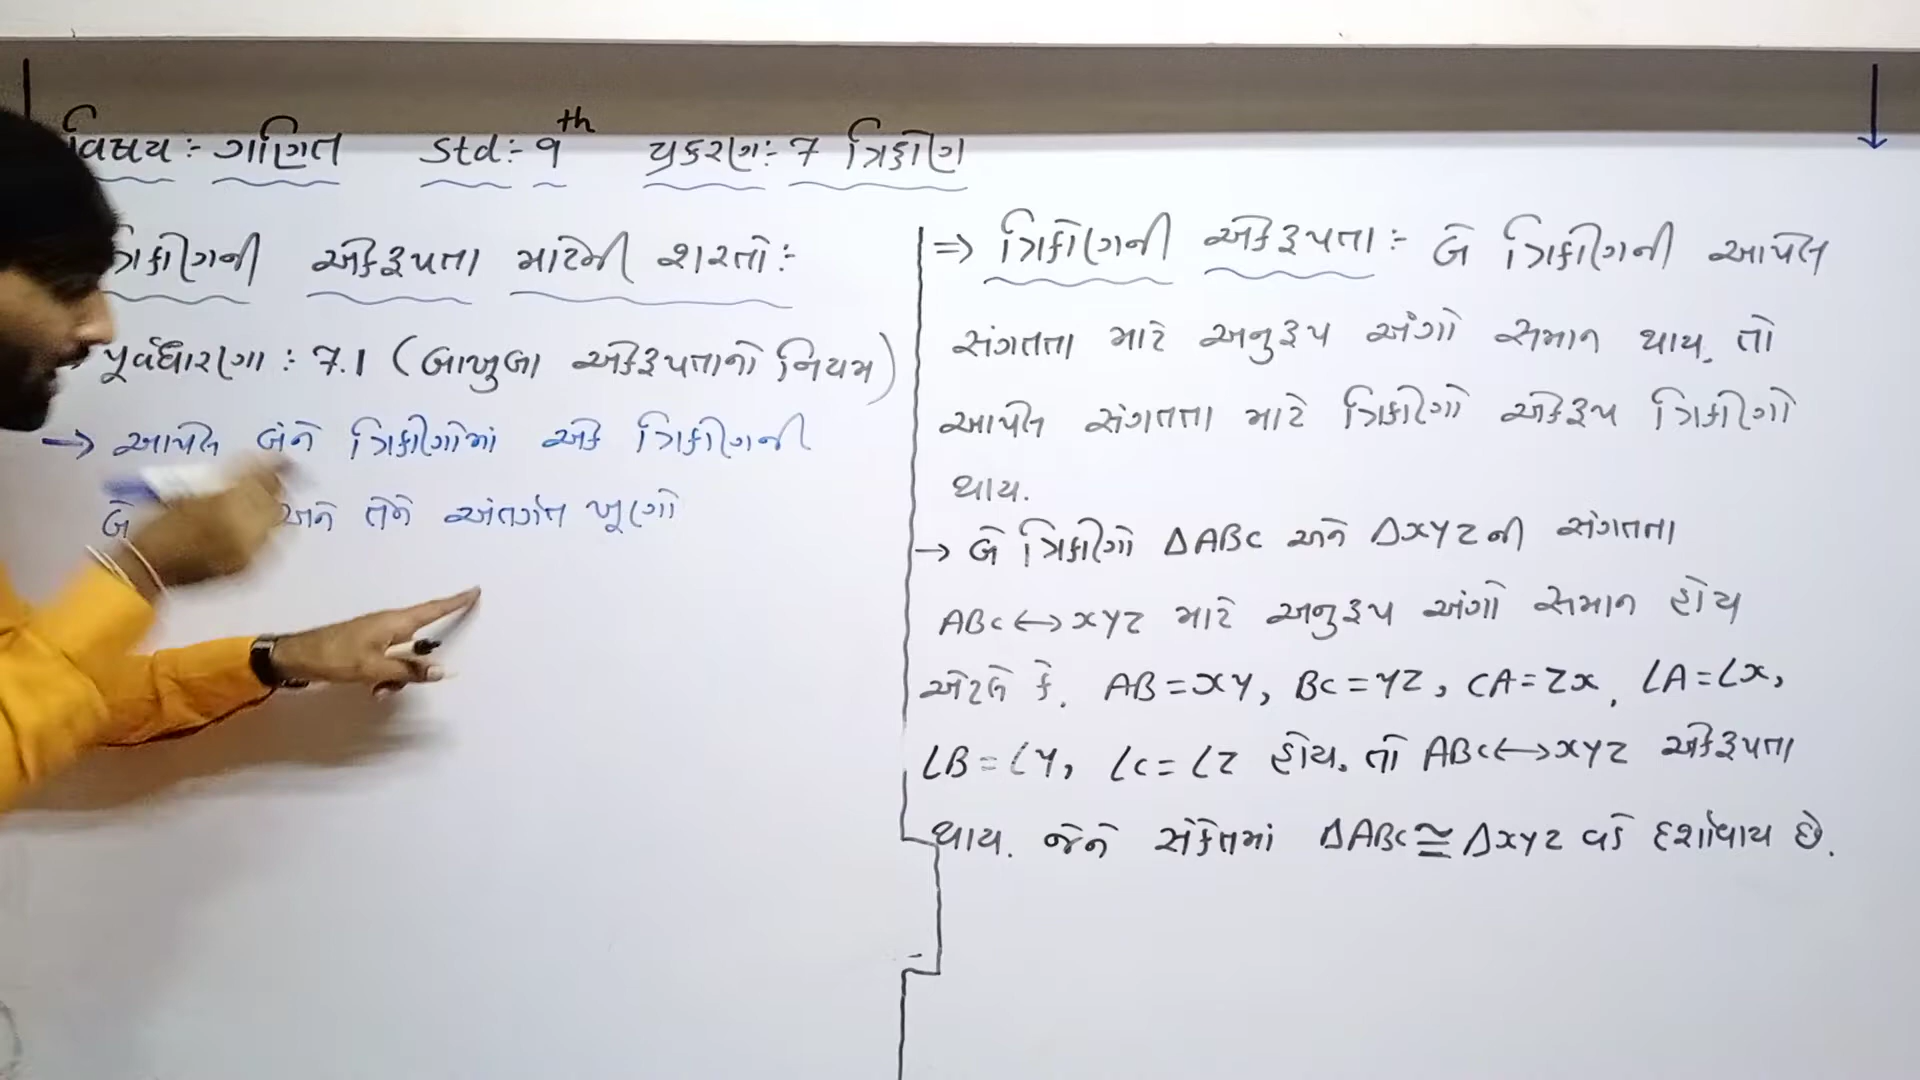 વિષય :- ગણિત Std :- 9th પ્રકરણ :- 7 ત્રિકોણ
ત્રિકોણની એકરૂપતા માટેની શરતો :-
પૂર્વધારણા : 7.1 (બાખુબા એકરૂપતાનો નિયમ)
→ આપેલ બંને ત્રિકોણોમાં એક ત્રિકોણની
બે અને તેને અંતર્ગત ખૂણો
⇒ ત્રિકોણની એકરૂપતા :- બે ત્રિકોણની આપેલ
સંગતતા માટે અનુરૂપ અંગો સમાન થાય, તો
આપેલ સંગતતા માટે ત્રિકોણો એકરૂપ ત્રિકોણો
થાય.
→ બે ત્રિકોણો ΔABC અને ΔXYZની સંગતતા
ABC↔XYZ માટે અનુરૂપ અંગો સમાન હોય
એટલે કે. AB=XY, BC=YZ, CA=ZX, ∠A=∠X,
∠B=∠Y, ∠C=∠Z હોય. તો ABC↔XYZ એકરૂપતા
થાય. જેને સંકેતમાં ΔABC≅ΔXYZ વડે દર્શાવાય છે.